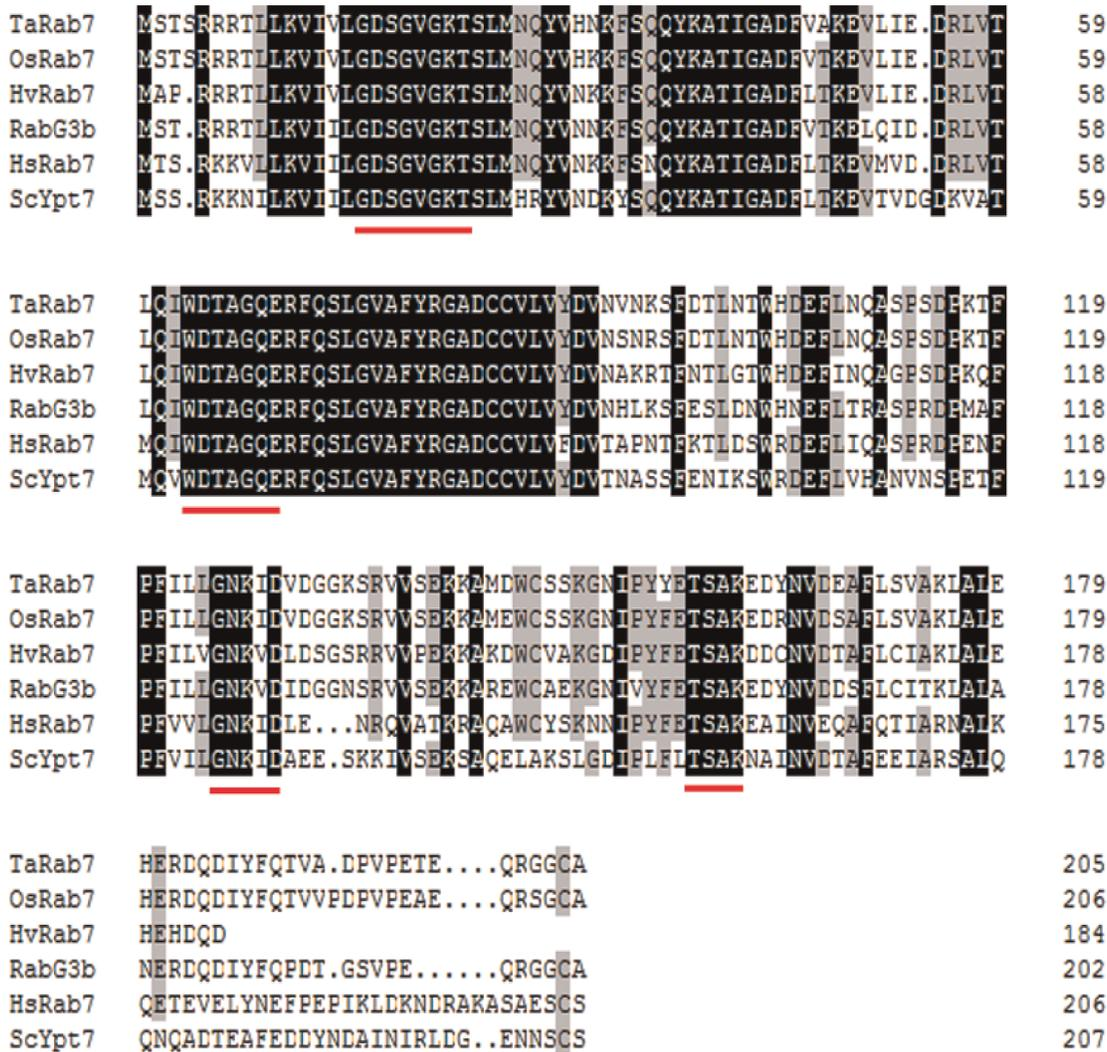 TaRab7 MSTSRRRTLLKVIVLGDSGVGKTSLMNQYVHNKFSQQYKATIGADFVAKEVLIE.DRLVT 59
OsRab7 MSTSRRRTLLKVIVLGDSGVGKTSLMNQYVHKKFSQQYKATIGADFVTKEVLIE.DRLVT 59
HvRab7 MAP.RRRTLLKVIVLGDSGVGKTSLMNQYVNKKFSQQYKATIGADFLTKEVLIE.DRLVT 58
RabG3b MST.RRRTLLKVIILGDSGVGKTSLMNQYVNNKFSQQYKATIGADFVTKELQID.DRLVT 58
HsRab7 MTS.RKKVLLKVIILGDSGVGKTSLMNQYVNKKFSNQYKATIGADFLTKEVMVD.DRLVT 58
ScYpt7 MSS.RKKNILKVIILGDSGVGKTSLMHRYVNDKYSQQYKATIGADFLTKEVTVDGDKVAT 59
TaRab7 LQIWDTAGQERFQSLGVAFYRGADCCVLVYDVNVNKSFDTLNTWHDEFLNQASPSDPKTF 119
OsRab7 LQIWDTAGQERFQSLGVAFYRGADCCVLVYDVNSNRSFDTLNTWHDEFLNQASPSDPKTF 119
HvRab7 LQIWDTAGQERFQSLGVAFYRGADCCVLVYDVNAKRTFNTLGTWHDEFINQAGPSDPKQF 118
RabG3b LQIWDTAGQERFQSLGVAFYRGADCCVLVYDVNHLKSFESLDNWHNEFLTRASPRDPMAF 118
HsRab7 MQIWDTAGQERFQSLGVAFYRGADCCVLVFDVTAPNTFKTLDSWRDEFLIQASPRDPENF 118
ScYpt7 MQVWDTAGQERFQSLGVAFYRGADCCVLVYDVTNASSFENIKSWRDEFLVHANVNSPETF 119
TaRab7 PFILLGNKIDVDGGKSRVVSEKKAMDWCSSKGNIPYYETSAKEDYNVDEAFLSVAKLALE 179
OsRab7 PFILLGNKIDVDGGKSRVVSEKKAMEWCSSKGNIPYFETSAKEDRNVDSAFLSVAKLALE 179
HvRab7 PFILVGNKVDLDSGSRRVVPEKKAKDWCVAKGDIPYFETSAKDDCNVDTAFLCIAKLALE 178
RabG3b PFILLGNKVDIDGGNSRVVSEKKAREWCAEKGNIVYFETSAKEDYNVDDSFLCITKLALA 178
HsRab7 PFVVLGNKIDLE...NRQVATKRAQAWCYSKNNIPYFETSAKEAINVEQAFQTIARNALK 175
ScYpt7 PFVILGNKIDAEE.SKKIVSEKSAQELAKSLGDIPLFLTSAKNAINVDTAFEEIARSALQ 178
TaRab7 HERDQDIYFQTVA.DPVPETE....QRGGCA 205
OsRab7 HERDQDIYFQTVVPDPVPEAE....QRSGCA 206
HvRab7 HEHDQD 184
RabG3b NERDQDIYFQPDT.GSVPE......QRGGCA 202
HsRab7 QETEVELYNEFPEPIKLDKNDRAKASAESCS 206
ScYpt7 QNQADTEAFEDDYNDAINIRLDG..ENNSCS 207